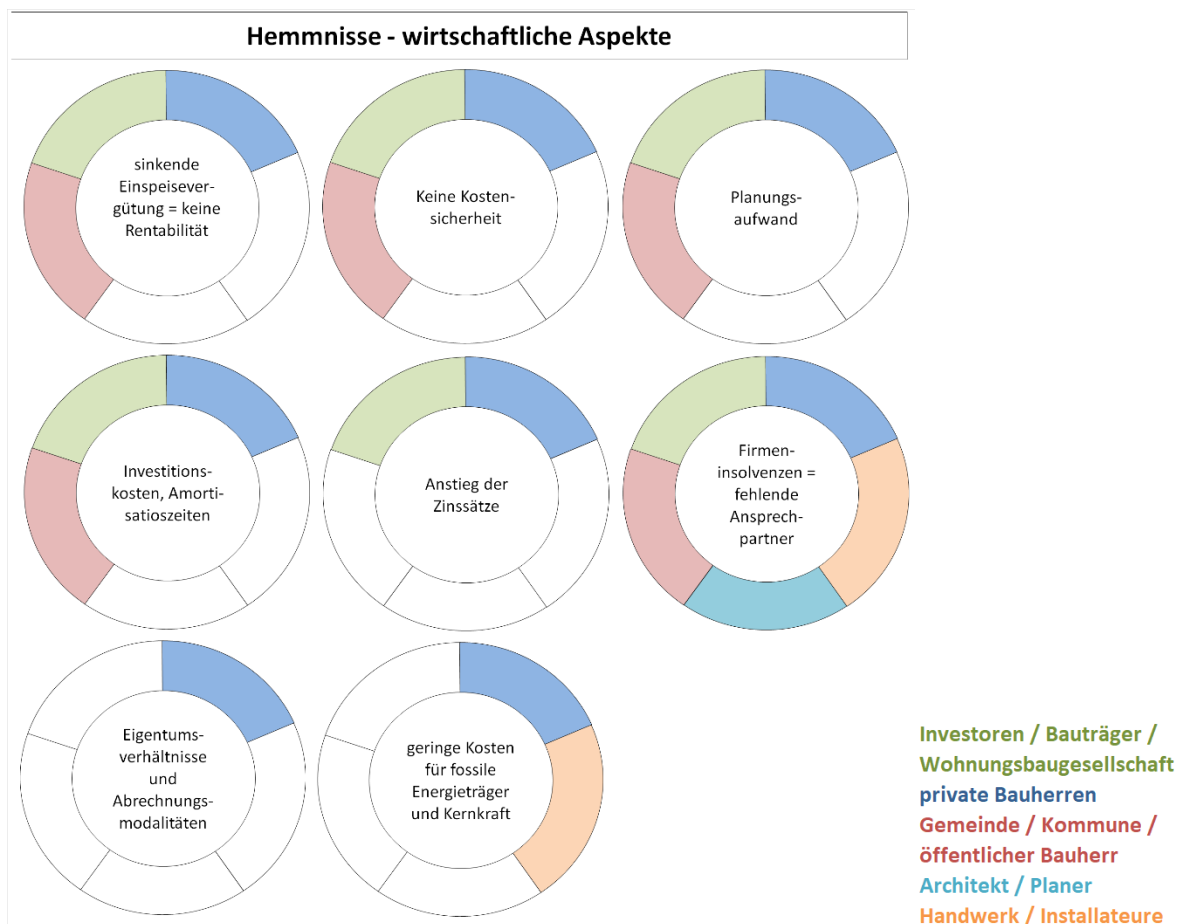 Hemmnisse - wirtschaftliche Aspekte
sinkende
Einspeisever-
gütung = keine
Rentabilität
Keine Kosten-
sicherheit
Planungs-
aufwand
Investitions-
kosten, Amorti-
satioszeiten
Anstieg der
Zinssätze
Firmen-
insolvenzen =
fehlende
Ansprech-
partner
Eigentums-
verhältnisse
und
Abrechnungs-
modalitäten
geringe Kosten
für fossile
Energieträger
und Kernkraft
Investoren / Bauträger /
Wohnungsbaugesellschaft
private Bauherren
Gemeinde / Kommune /
öffentlicher Bauherr
Architekt / Planer
Handwerk / Installateure